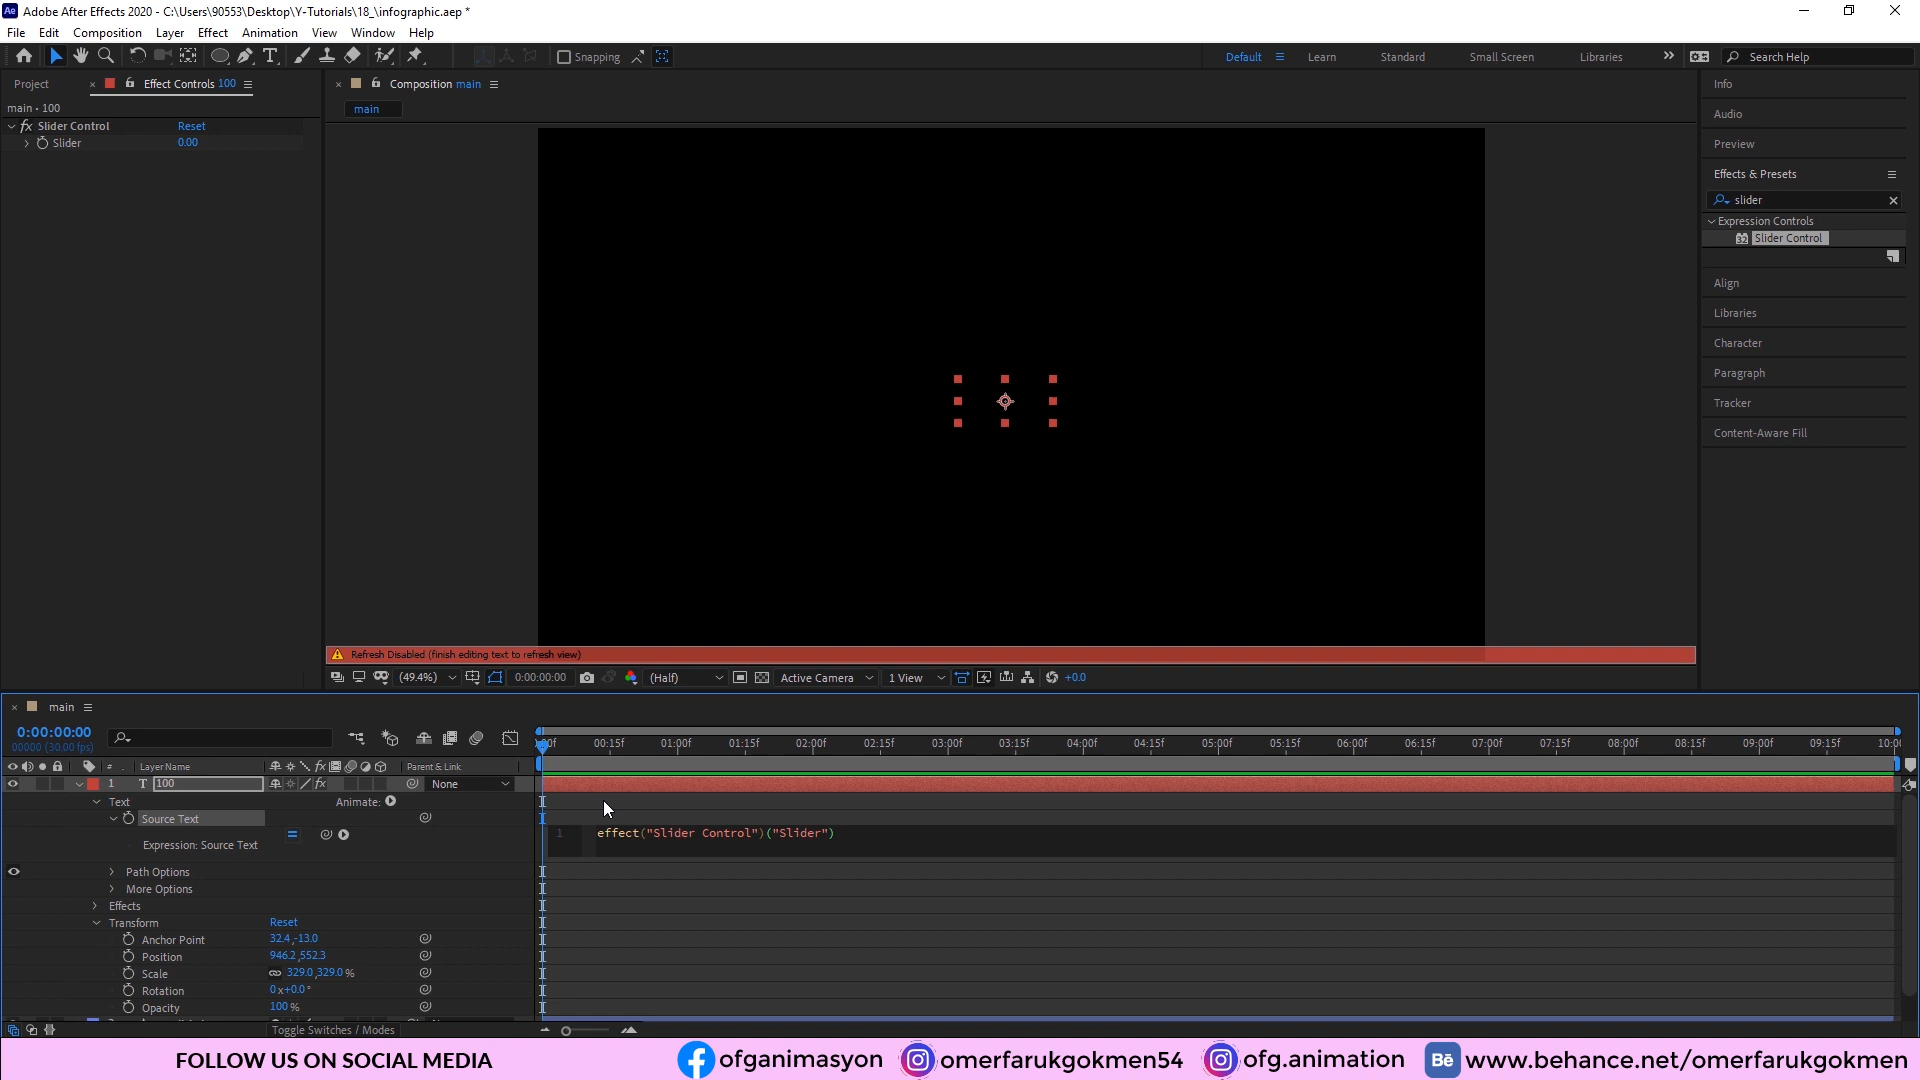 Adobe After Effects 2020 - C:\Users\90553\Desktop\Y-Tutorials\18_\infographic.aep *
File Edit Composition Layer Effect Animation View Window Help
Snapping
Default Learn Standard Small Screen Libraries Search Help
Project Effect Controls 100
main • 100
fx Slider Control Reset
Slider 0.00
Composition main
main
Info
Audio
Preview
Effects & Presets
slider
Expression Controls
Slider Control
Align
Libraries
Character
Paragraph
Tracker
Content-Aware Fill
Refresh Disabled (finish editing text to refresh view)
(49.4%) 0:00:00:00 (Half) Active Camera 1 View +0.0
main
0:00:00:00
00000 (30.00 fps)
00:15f 01:00f 01:15f 02:00f 02:15f 03:00f 03:15f 04:00f 04:15f 05:00f 05:15f 06:00f 06:15f 07:00f 07:15f 08:00f 08:15f 09:00f 09:15f
# Layer Name Parent & Link
1 T 100 None
Text Animate:
Source Text
Expression: Source Text
1 effect("Slider Control")("Slider")
Path Options
More Options
Effects
Transform Reset
Anchor Point 32.4,-13.0
Position 946.2,552.3
Scale 329.0,329.0%
Rotation 0x+0.0°
Opacity 100%
Toggle Switches / Modes
FOLLOW US ON SOCIAL MEDIA ofganimasyon omerfarukgokmen54 ofg.animation Bē www.behance.net/omerfarukgokmen